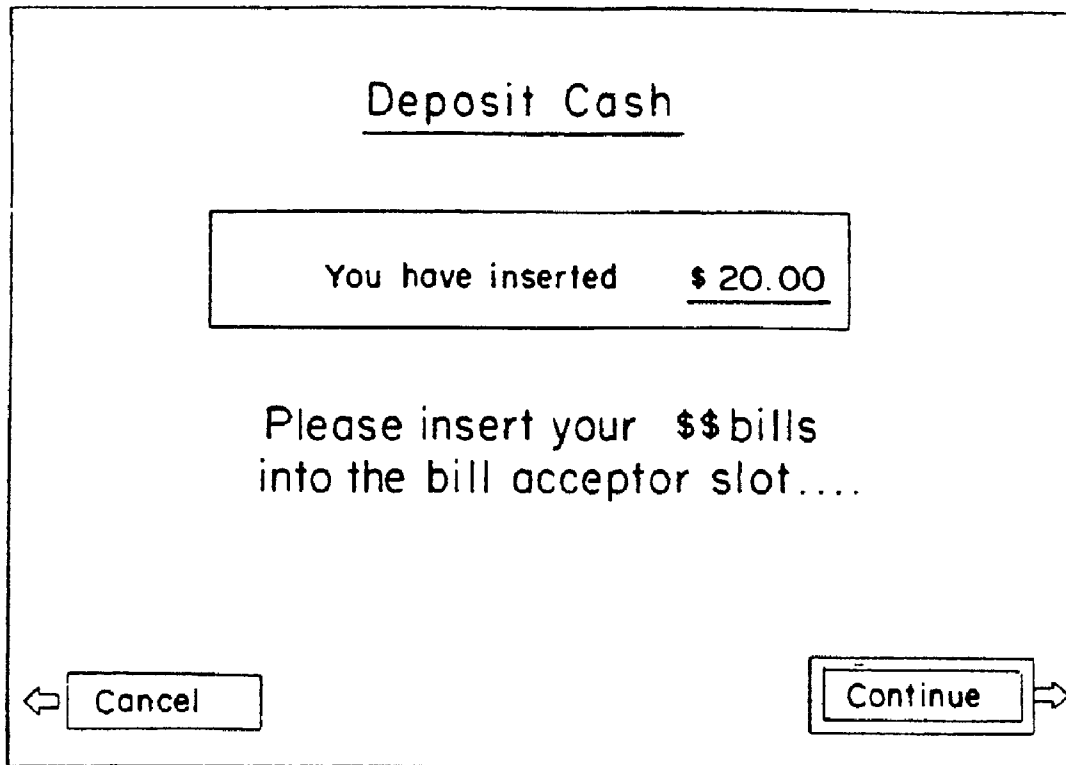 Deposit Cash
You have inserted $20.00
Please insert your $$bills
into the bill acceptor slot....
Cancel
Continue